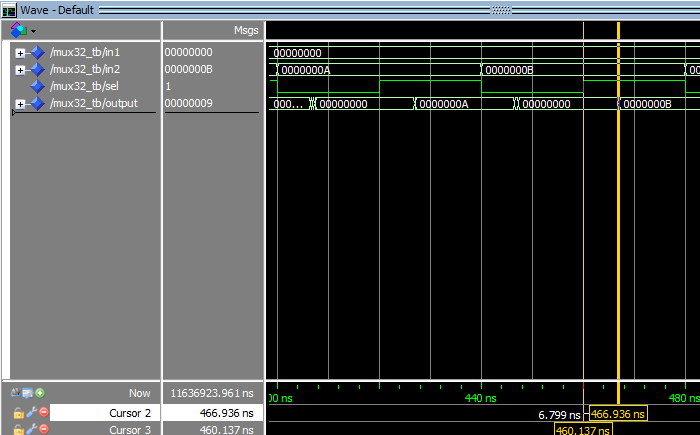 Wave - Default
Msgs
/mux32_tb/in1 00000000 00000000
/mux32_tb/in2 0000000B 0000000A 0000000B
/mux32_tb/sel 1
/mux32_tb/output 00000009 000... 00000000 0000000A 00000000 0000000B
Now 11636923.961 ns 00 ns 440 ns 480 ns
Cursor 2 466.936 ns 6.799 ns 466.936 ns
Cursor 3 460.137 ns 460.137 ns